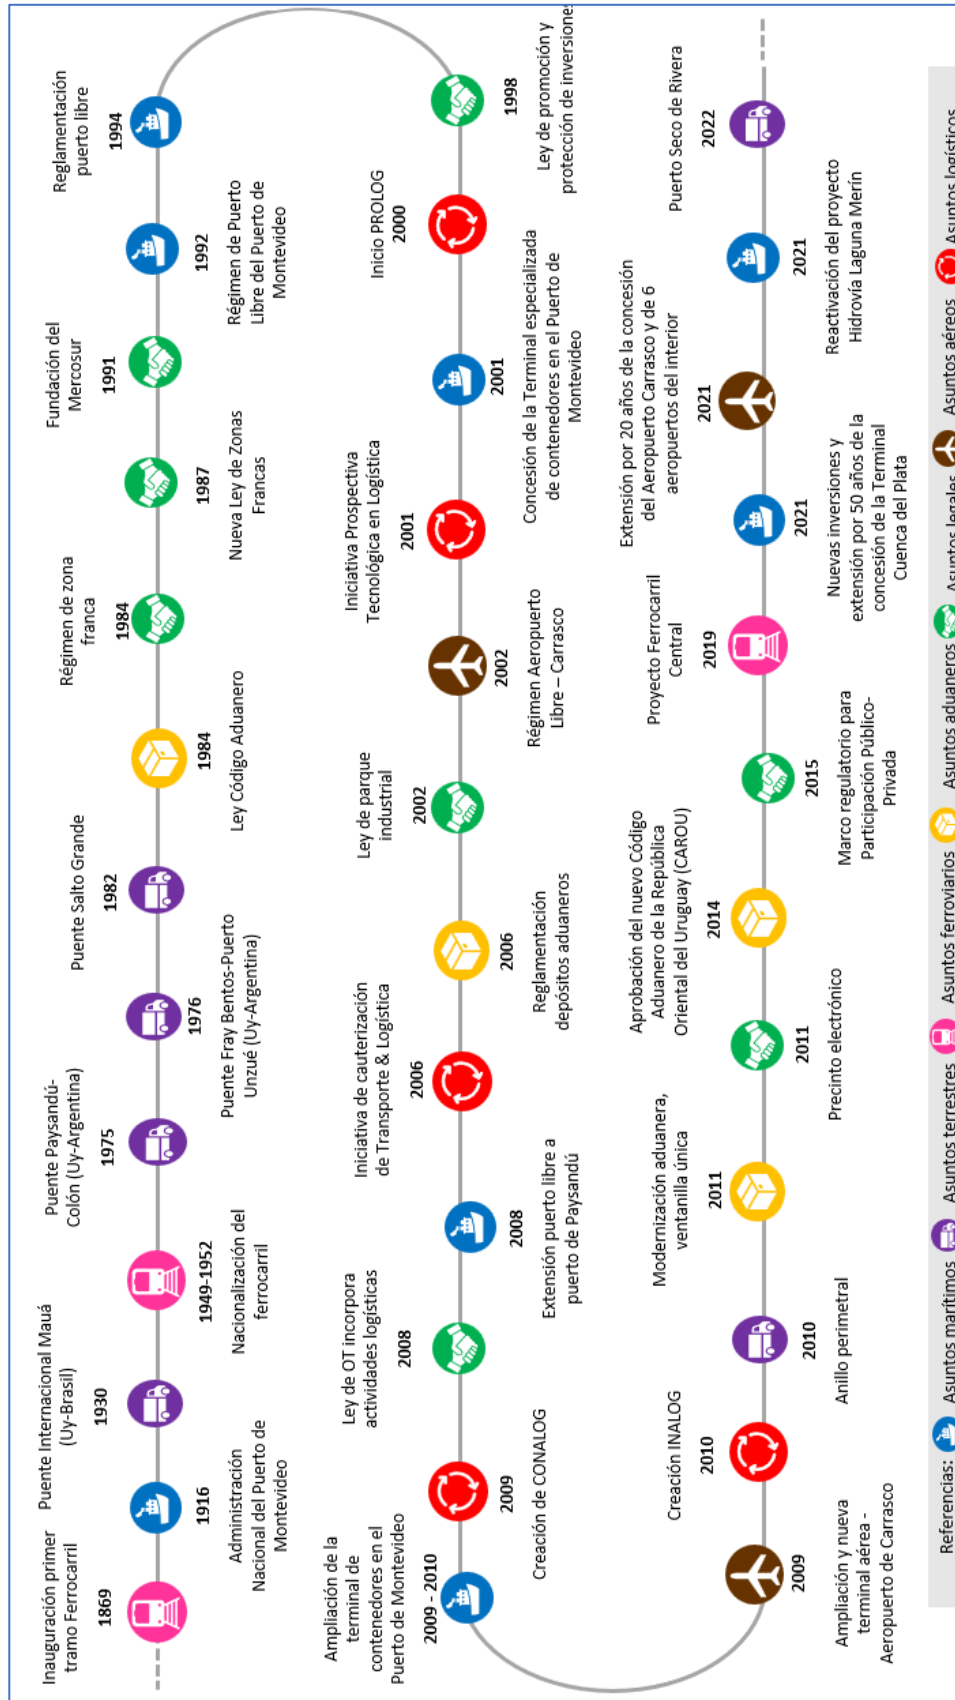 Inauguración primer
tramo Ferrocarril
1869
1916
Administración
Nacional del Puerto de
Montevideo
Puente Internacional Mauá
(Uy-Brasil)
1930
1949-1952
Nacionalización del
ferrocarril
Puente Paysandú-
Colón (Uy-Argentina)
1975
1976
Puente Fray Bentos-Puerto
Unzué (Uy-Argentina)
Puente Salto Grande
1982
1984
Ley Código Aduanero
Régimen de zona
franca
1984
1987
Nueva Ley de Zonas
Francas
Fundación del
Mercosur
1991
1992
Régimen de Puerto
Libre del Puerto de
Montevideo
Reglamentación
puerto libre
1994
1998
Ley de promoción y
protección de inversiones
Inicio PROLOG
2000
2001
Concesión de la Terminal especializada
de contenedores en el Puerto de
Montevideo
Iniciativa Prospectiva
Tecnológica en Logística
2001
2002
Régimen Aeropuerto
Libre – Carrasco
Ley de parque
industrial
2002
2006
Reglamentación
depósitos aduaneros
Iniciativa de cauterización
de Transporte & Logística
2006
2008
Extensión puerto libre a
puerto de Paysandú
Ley de OT incorpora
actividades logísticas
2008
2009
Creación de CONALOG
Ampliación de la
terminal de
contenedores en el
Puerto de Montevideo
2009 - 2010
2009
Ampliación y nueva
terminal aérea -
Aeropuerto de Carrasco
Creación INALOG
2010
2010
Anillo perimetral
Modernización aduanera,
ventanilla única
2011
2011
Precinto electrónico
Aprobación del nuevo Código
Aduanero de la República
Oriental del Uruguay (CAROU)
2014
2015
Marco regulatorio para
Participación Público-
Privada
Proyecto Ferrocarril
Central
2019
2021
Nuevas inversiones y
extensión por 50 años de la
concesión de la Terminal
Cuenca del Plata
Extensión por 20 años de la concesión
del Aeropuerto Carrasco y de 6
aeropuertos del interior
2021
2021
Reactivación del proyecto
Hidrovía Laguna Merín
Puerto Seco de Rivera
2022
Referencias: Asuntos marítimos Asuntos terrestres Asuntos ferroviarios Asuntos aduaneros Asuntos legales Asuntos aéreos Asuntos logísticos